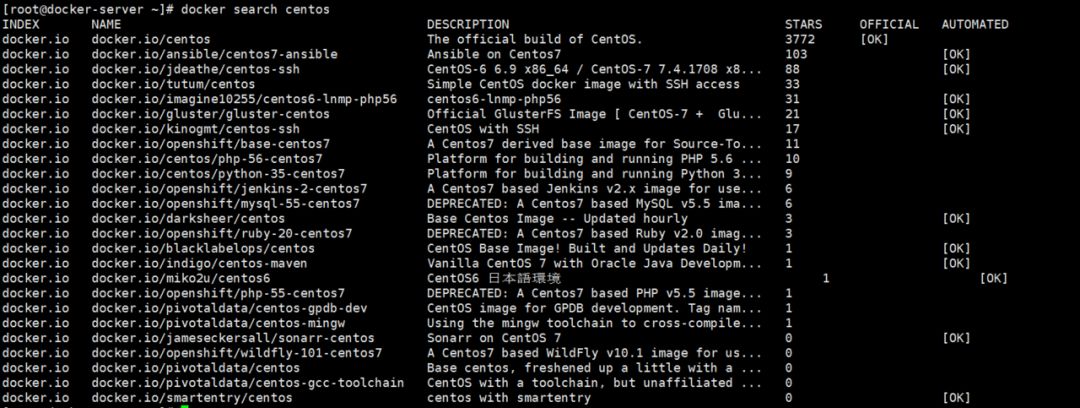 [root@docker-server ~]# docker search centos
INDEX NAME DESCRIPTION STARS OFFICIAL AUTOMATED
docker.io docker.io/centos The official build of CentOS. 3772 [OK]
docker.io docker.io/ansible/centos7-ansible Ansible on Centos7 103 [OK]
docker.io docker.io/jdeathe/centos-ssh CentOS-6 6.9 x86_64 / CentOS-7 7.4.1708 x8... 88 [OK]
docker.io docker.io/tutum/centos Simple CentOS docker image with SSH access 33
docker.io docker.io/imagine10255/centos6-lnmp-php56 centos6-lnmp-php56 31 [OK]
docker.io docker.io/gluster/gluster-centos Official GlusterFS Image [ CentOS-7 + Glu... 21 [OK]
docker.io docker.io/kinogmt/centos-ssh CentOS with SSH 17 [OK]
docker.io docker.io/openshift/base-centos7 A Centos7 derived base image for Source-To... 11
docker.io docker.io/centos/php-56-centos7 Platform for building and running PHP 5.6 ... 10
docker.io docker.io/centos/python-35-centos7 Platform for building and running Python 3... 9
docker.io docker.io/openshift/jenkins-2-centos7 A Centos7 based Jenkins v2.x image for use... 6
docker.io docker.io/openshift/mysql-55-centos7 DEPRECATED: A Centos7 based MySQL v5.5 ima... 6
docker.io docker.io/darksheer/centos Base Centos Image -- Updated hourly 3 [OK]
docker.io docker.io/openshift/ruby-20-centos7 DEPRECATED: A Centos7 based Ruby v2.0 imag... 3
docker.io docker.io/blacklabelops/centos CentOS Base Image! Built and Updates Daily! 1 [OK]
docker.io docker.io/indigo/centos-maven Vanilla CentOS 7 with Oracle Java Developm... 1 [OK]
docker.io docker.io/miko2u/centos6 CentOS6 日本語環境 1 [OK]
docker.io docker.io/openshift/php-55-centos7 DEPRECATED: A Centos7 based PHP v5.5 image... 1
docker.io docker.io/pivotaldata/centos-gpdb-dev CentOS image for GPDB development. Tag nam... 1
docker.io docker.io/pivotaldata/centos-mingw Using the mingw toolchain to cross-compile... 1
docker.io docker.io/jameseckersall/sonarr-centos Sonarr on CentOS 7 0 [OK]
docker.io docker.io/openshift/wildfly-101-centos7 A Centos7 based WildFly v10.1 image for us... 0
docker.io docker.io/pivotaldata/centos Base centos, freshened up a little with a ... 0
docker.io docker.io/pivotaldata/centos-gcc-toolchain CentOS with a toolchain, but unaffiliated ... 0
docker.io docker.io/smartentry/centos centos with smartentry 0 [OK]